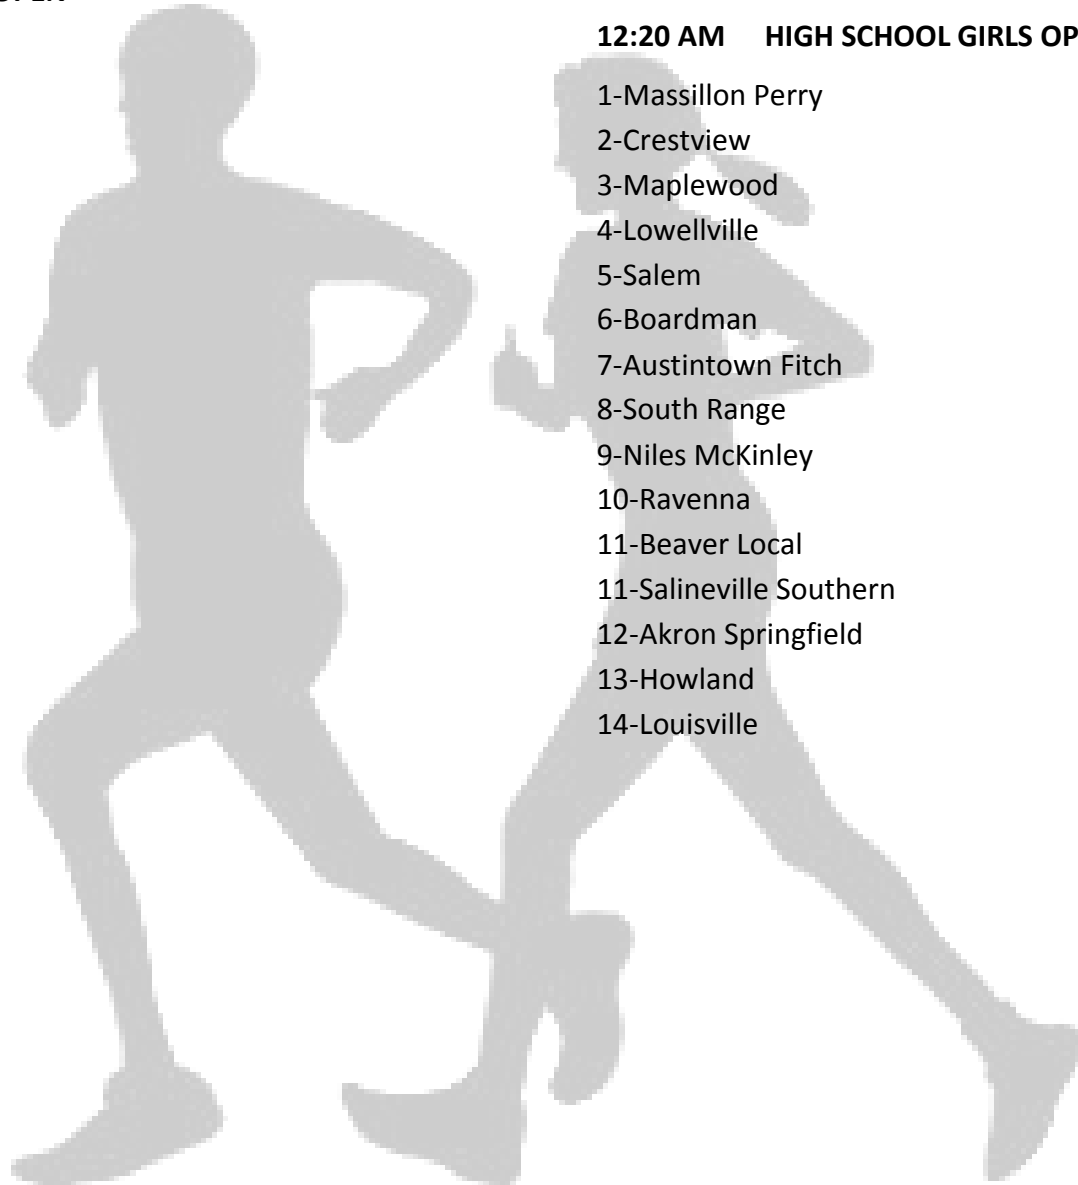 12:20 AM HIGH SCHOOL GIRLS OP
1-Massillon Perry
2-Crestview
3-Maplewood
4-Lowellville
5-Salem
6-Boardman
7-Austintown Fitch
8-South Range
9-Niles McKinley
10-Ravenna
11-Beaver Local
11-Salineville Southern
12-Akron Springfield
13-Howland
14-Louisville